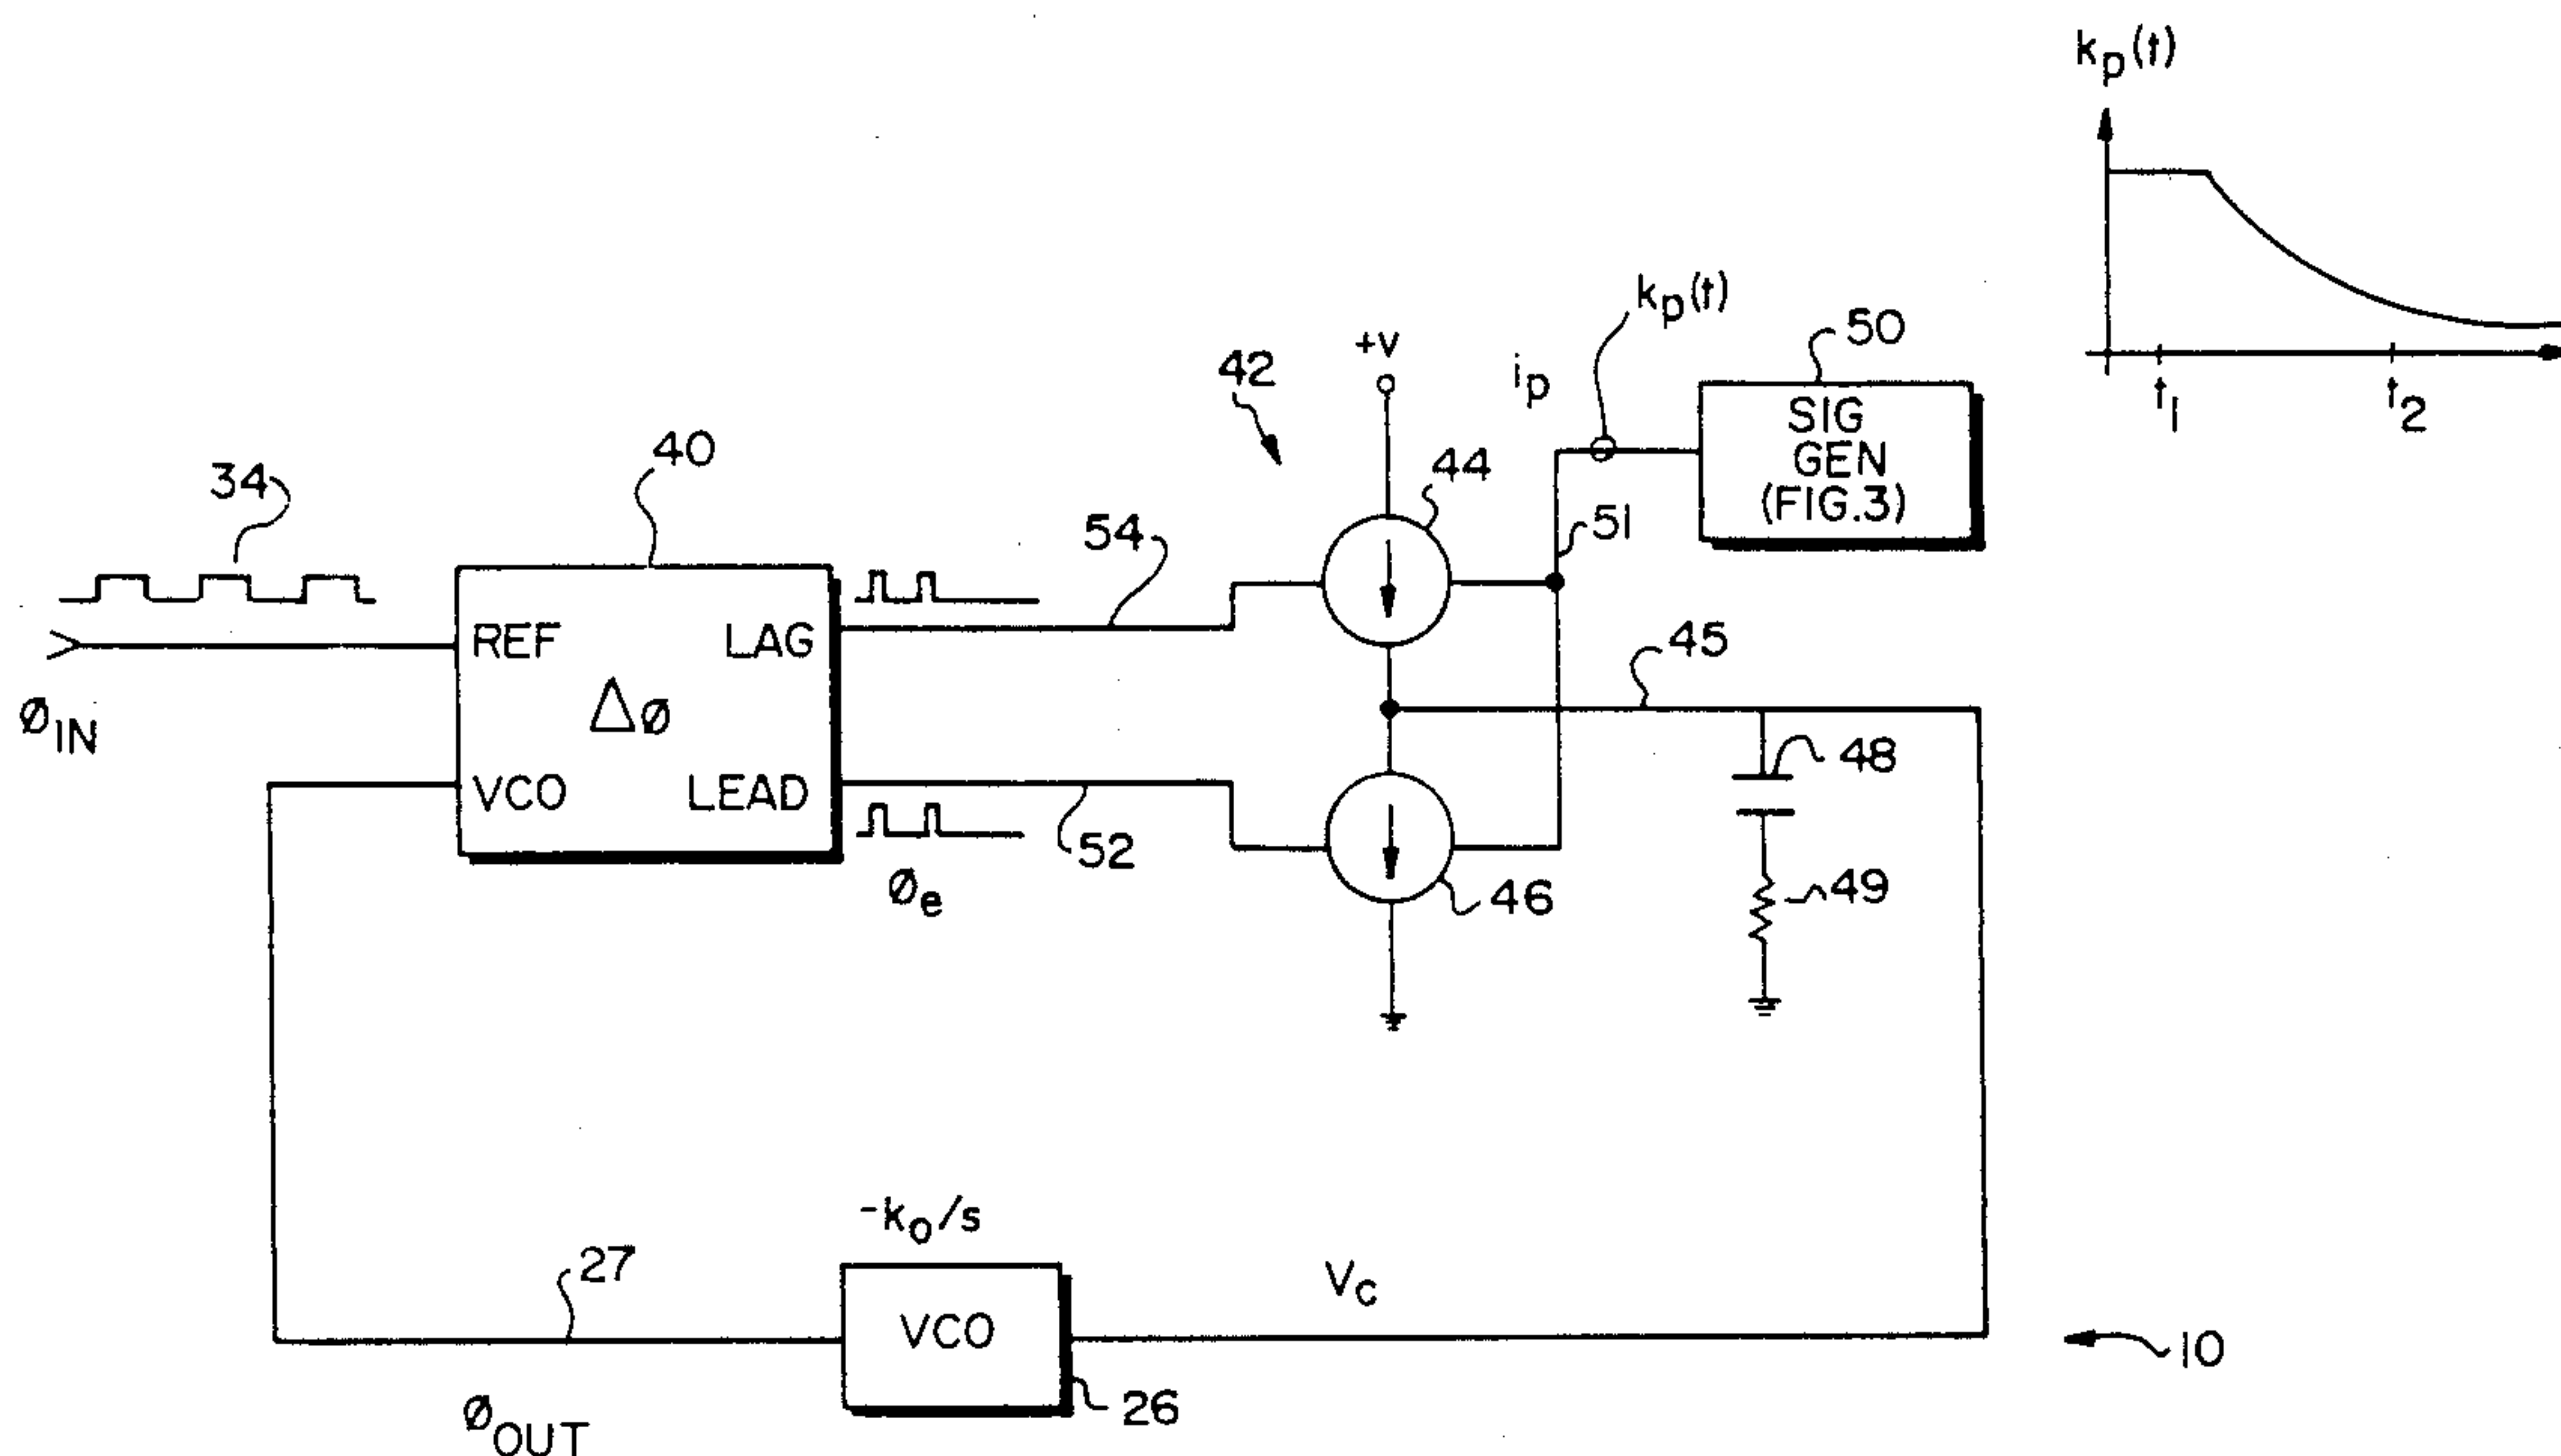 kp(t)
t1
t2
kp(t)
50
SIG
GEN
(FIG.3)
+v
ip
42
44
51
34
40
54
REF
LAG
Δø
VCO
LEAD
øIN
45
48
49
46
52
øe
-ko/s
27
VCO
Vc
26
10
øOUT